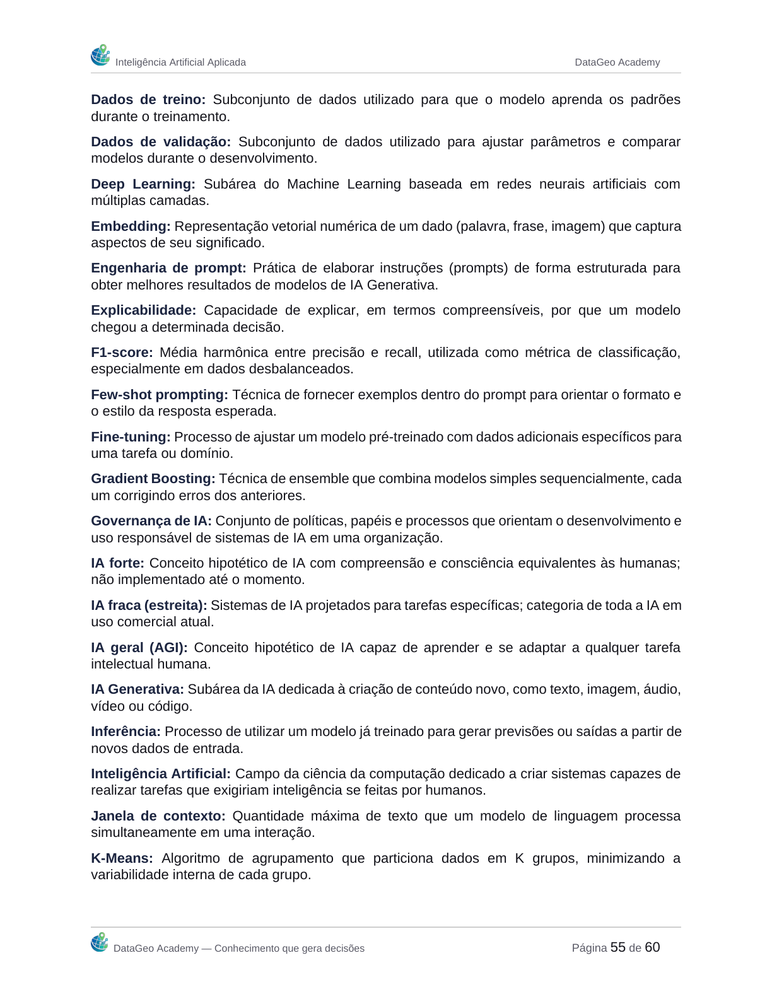 Inteligência Artificial Aplicada DataGeo Academy
Dados de treino: Subconjunto de dados utilizado para que o modelo aprenda os padrões
durante o treinamento.
Dados de validação: Subconjunto de dados utilizado para ajustar parâmetros e comparar
modelos durante o desenvolvimento.
Deep Learning: Subárea do Machine Learning baseada em redes neurais artificiais com
múltiplas camadas.
Embedding: Representação vetorial numérica de um dado (palavra, frase, imagem) que captura
aspectos de seu significado.
Engenharia de prompt: Prática de elaborar instruções (prompts) de forma estruturada para
obter melhores resultados de modelos de IA Generativa.
Explicabilidade: Capacidade de explicar, em termos compreensíveis, por que um modelo
chegou a determinada decisão.
F1-score: Média harmônica entre precisão e recall, utilizada como métrica de classificação,
especialmente em dados desbalanceados.
Few-shot prompting: Técnica de fornecer exemplos dentro do prompt para orientar o formato e
o estilo da resposta esperada.
Fine-tuning: Processo de ajustar um modelo pré-treinado com dados adicionais específicos para
uma tarefa ou domínio.
Gradient Boosting: Técnica de ensemble que combina modelos simples sequencialmente, cada
um corrigindo erros dos anteriores.
Governança de IA: Conjunto de políticas, papéis e processos que orientam o desenvolvimento e
uso responsável de sistemas de IA em uma organização.
IA forte: Conceito hipotético de IA com compreensão e consciência equivalentes às humanas;
não implementado até o momento.
IA fraca (estreita): Sistemas de IA projetados para tarefas específicas; categoria de toda a IA em
uso comercial atual.
IA geral (AGI): Conceito hipotético de IA capaz de aprender e se adaptar a qualquer tarefa
intelectual humana.
IA Generativa: Subárea da IA dedicada à criação de conteúdo novo, como texto, imagem, áudio,
vídeo ou código.
Inferência: Processo de utilizar um modelo já treinado para gerar previsões ou saídas a partir de
novos dados de entrada.
Inteligência Artificial: Campo da ciência da computação dedicado a criar sistemas capazes de
realizar tarefas que exigiriam inteligência se feitas por humanos.
Janela de contexto: Quantidade máxima de texto que um modelo de linguagem processa
simultaneamente em uma interação.
K-Means: Algoritmo de agrupamento que particiona dados em K grupos, minimizando a
variabilidade interna de cada grupo.
DataGeo Academy — Conhecimento que gera decisões Página 55 de 60